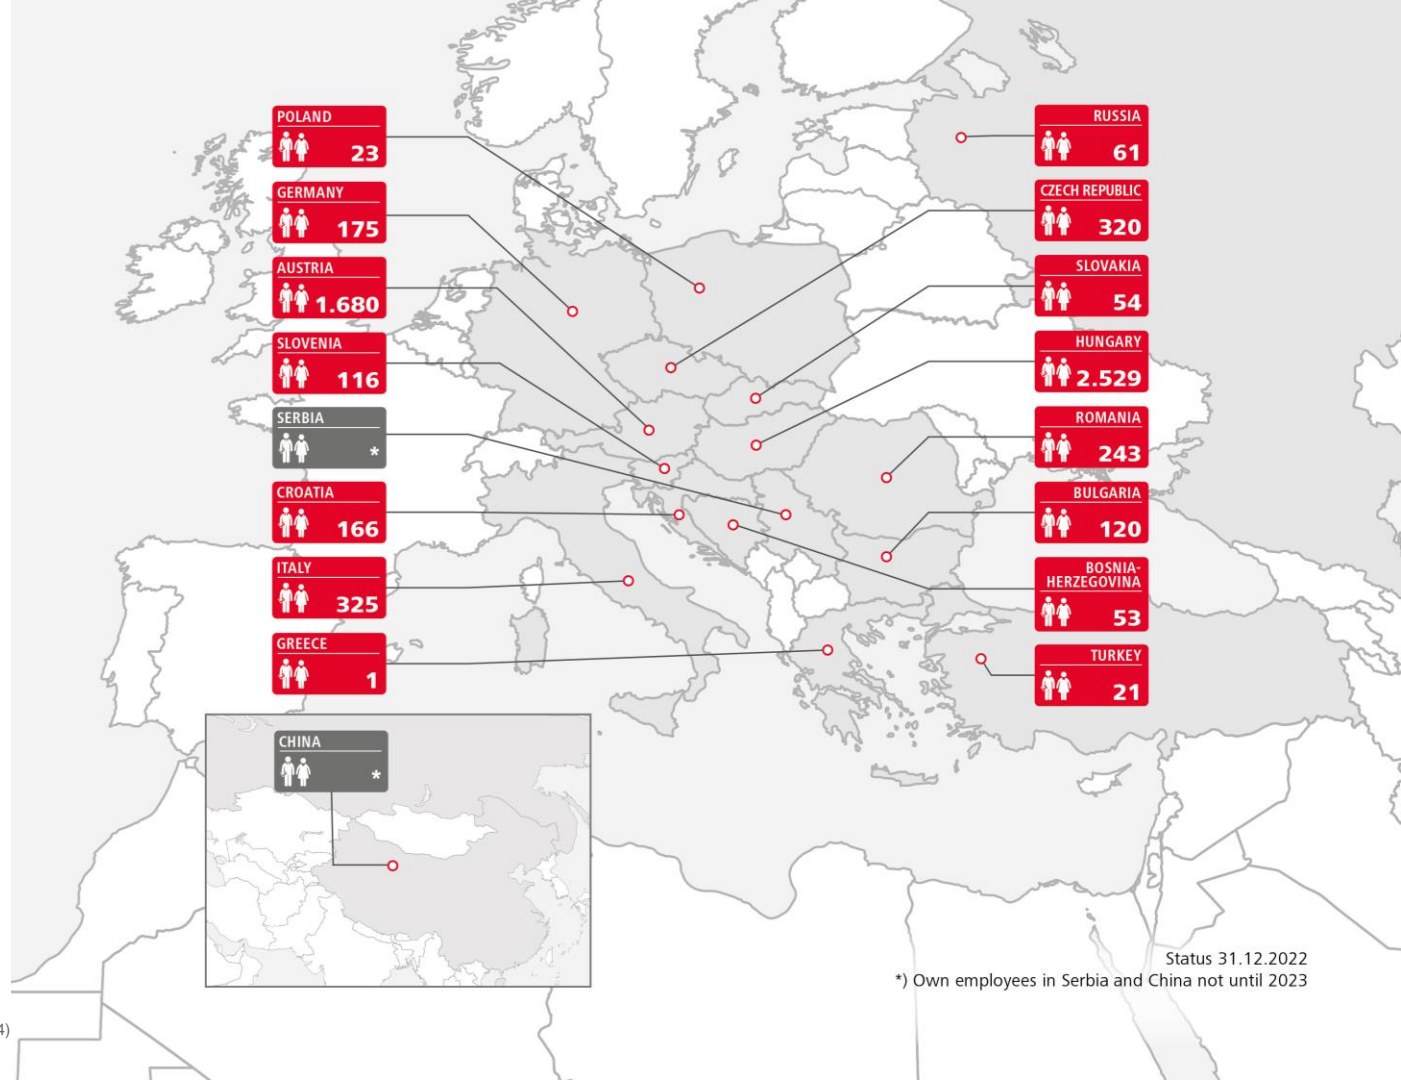 POLAND
23
GERMANY
175
AUSTRIA
1.680
SLOVENIA
116
SERBIA
*
CROATIA
166
ITALY
325
GREECE
1
CHINA
*
RUSSIA
61
CZECH REPUBLIC
320
SLOVAKIA
54
HUNGARY
2.529
ROMANIA
243
BULGARIA
120
BOSNIA-
HERZEGOVINA
53
TURKEY
21
Status 31.12.2022
*) Own employees in Serbia and China not until 2023
4)